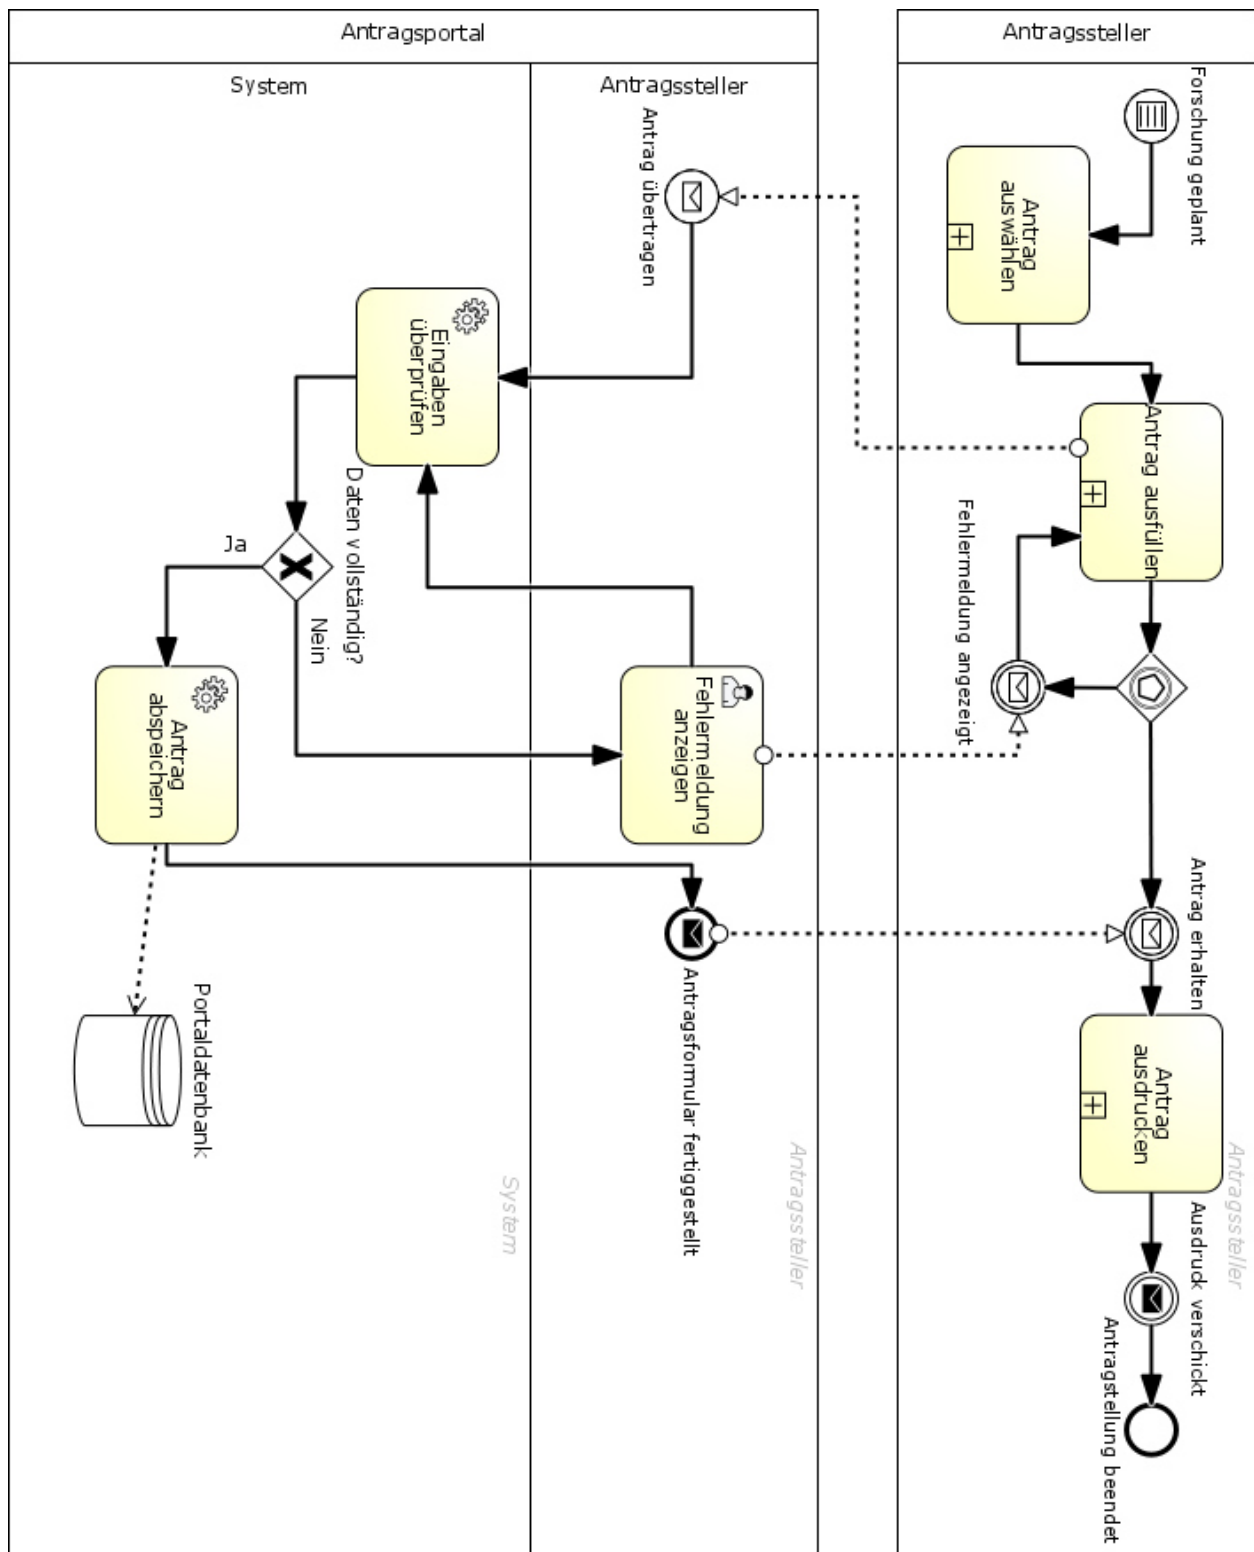 Antragsportal
System
Antragssteller
Antrag übertragen
Eingaben
überprüfen
Daten vollständig?
Ja
Nein
Antrag
abspeichern
Fehlermeldung
anzeigen
Portaldatenbank
Antragsformular fertiggestellt
System
Antragssteller
Antragssteller
Forschung geplant
Antrag
auswählen
Antrag ausfüllen
Fehlermeldung angezeigt
Antrag erhalten
Antrag
ausdrucken
Antragssteller
Ausdruck verschickt
Antragstellung beendet